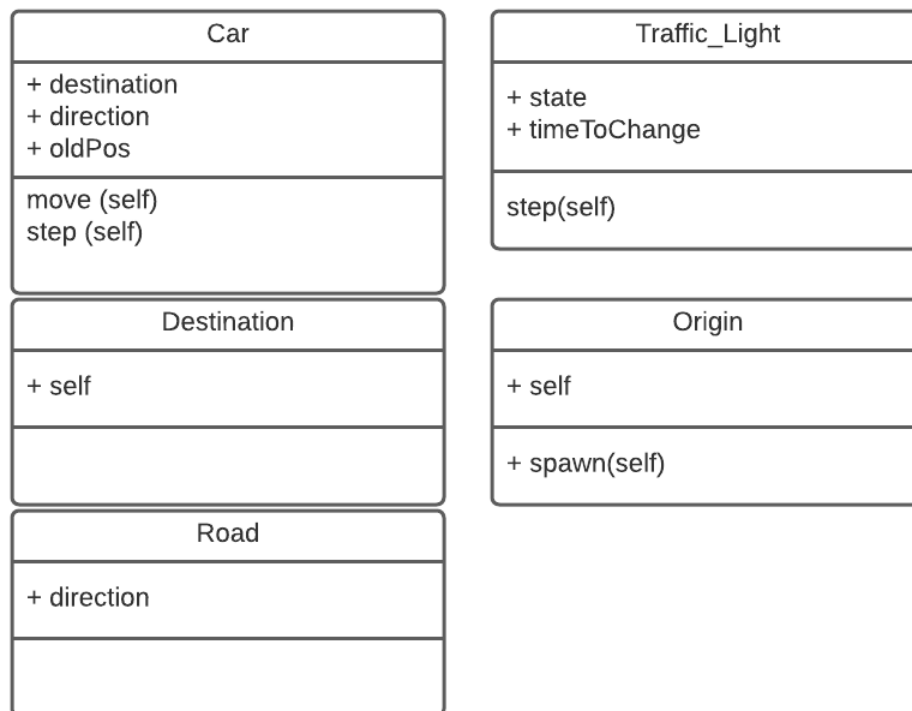 Car
+ destination
+ direction
+ oldPos
move (self)
step (self)
Traffic_Light
+ state
+ timeToChange
step(self)
Destination
+ self
Origin
+ self
+ spawn(self)
Road
+ direction